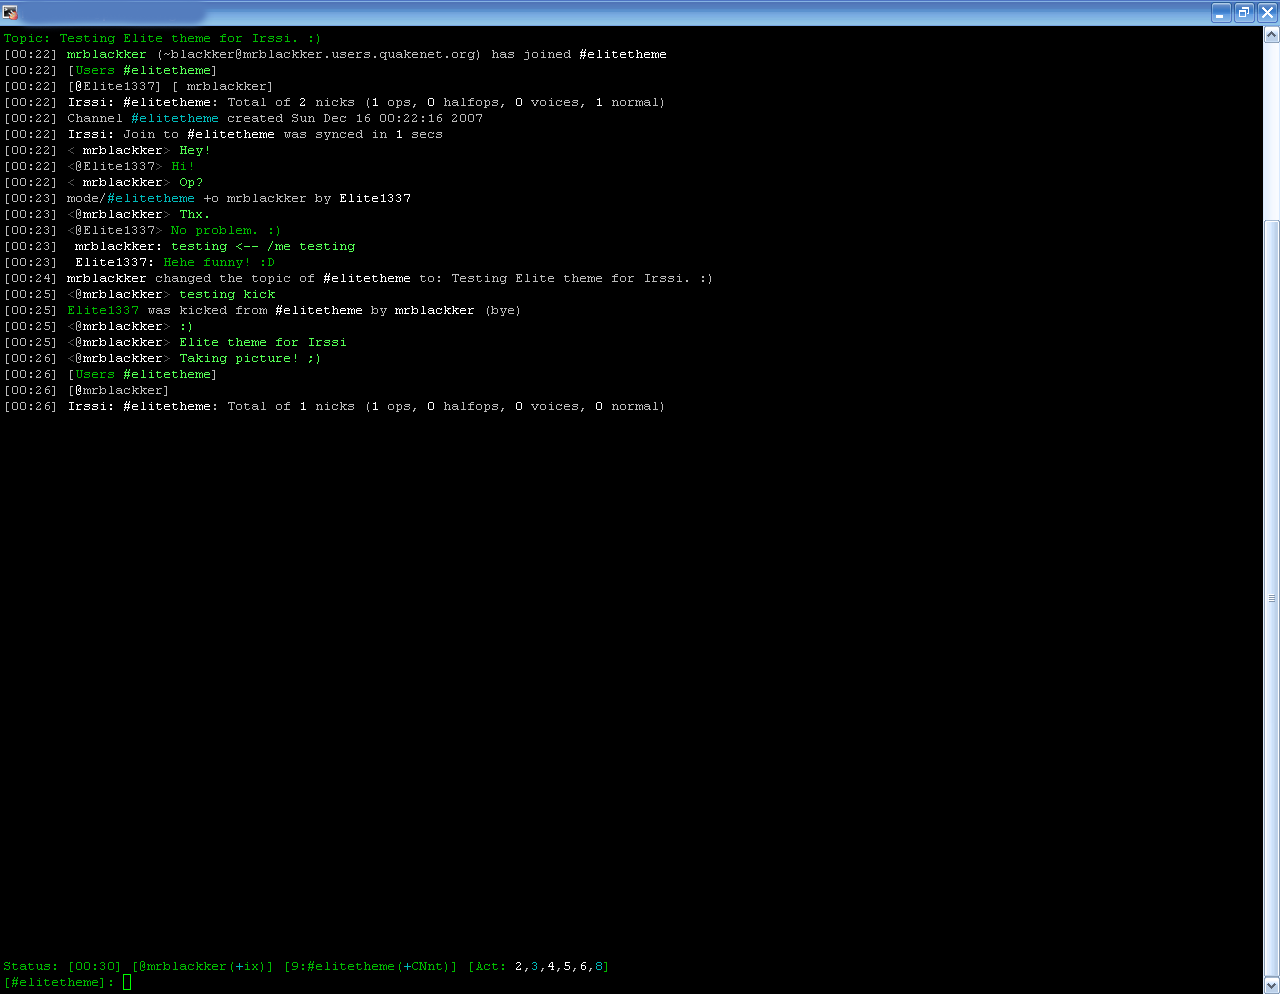 Topic: Testing Elite theme for Irssi. :)
[00:22] mrblackker (~blackker@mrblackker.users.quakenet.org) has joined #elitetheme
[00:22] [Users #elitetheme]
[00:22] [@Elite1337] [ mrblackker]
[00:22] Irssi: #elitetheme: Total of 2 nicks (1 ops, 0 halfops, 0 voices, 1 normal)
[00:22] Channel #elitetheme created Sun Dec 16 00:22:16 2007
[00:22] Irssi: Join to #elitetheme was synced in 1 secs
[00:22] < mrblackker> Hey!
[00:22] <@Elite1337> Hi!
[00:22] < mrblackker> Op?
[00:23] mode/#elitetheme +o mrblackker by Elite1337
[00:23] <@mrblackker> Thx.
[00:23] <@Elite1337> No problem. :)
[00:23]  mrblackker: testing <-- /me testing
[00:23]  Elite1337: Hehe funny! :D
[00:24] mrblackker changed the topic of #elitetheme to: Testing Elite theme for Irssi. :)
[00:25] <@mrblackker> testing kick
[00:25] Elite1337 was kicked from #elitetheme by mrblackker (bye)
[00:25] <@mrblackker> :)
[00:25] <@mrblackker> Elite theme for Irssi
[00:26] <@mrblackker> Taking picture! ;)
[00:26] [Users #elitetheme]
[00:26] [@mrblackker]
[00:26] Irssi: #elitetheme: Total of 1 nicks (1 ops, 0 halfops, 0 voices, 0 normal)
Status: [00:30] [@mrblackker(+ix)] [9:#elitetheme(+CNnt)] [Act: 2,3,4,5,6,8]
[#elitetheme]: